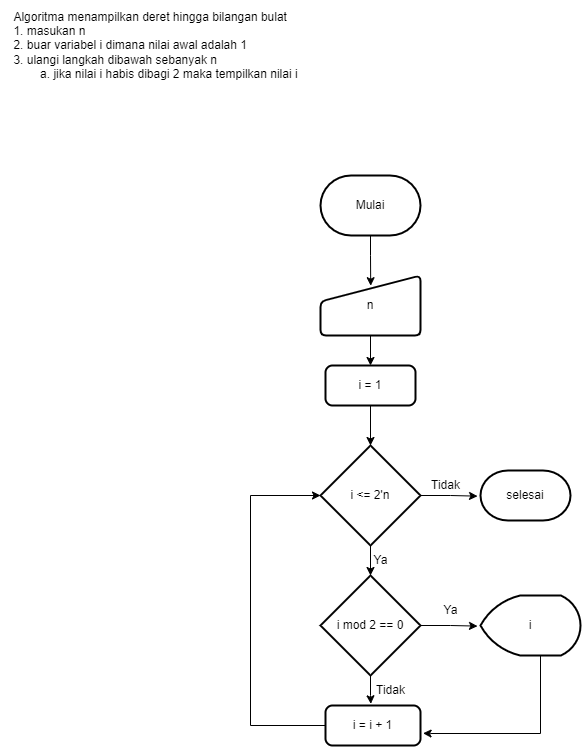 Algoritma menampilkan deret hingga bilangan bulat
1. masukan n
2. buar variabel i dimana nilai awal adalah 1
3. ulangi langkah dibawah sebanyak n
a. jika nilai i habis dibagi 2 maka tempilkan nilai i
Mulai
n
i = 1
i <= 2'n
Tidak
selesai
Ya
i mod 2 == 0
Ya
i
Tidak
i = i + 1